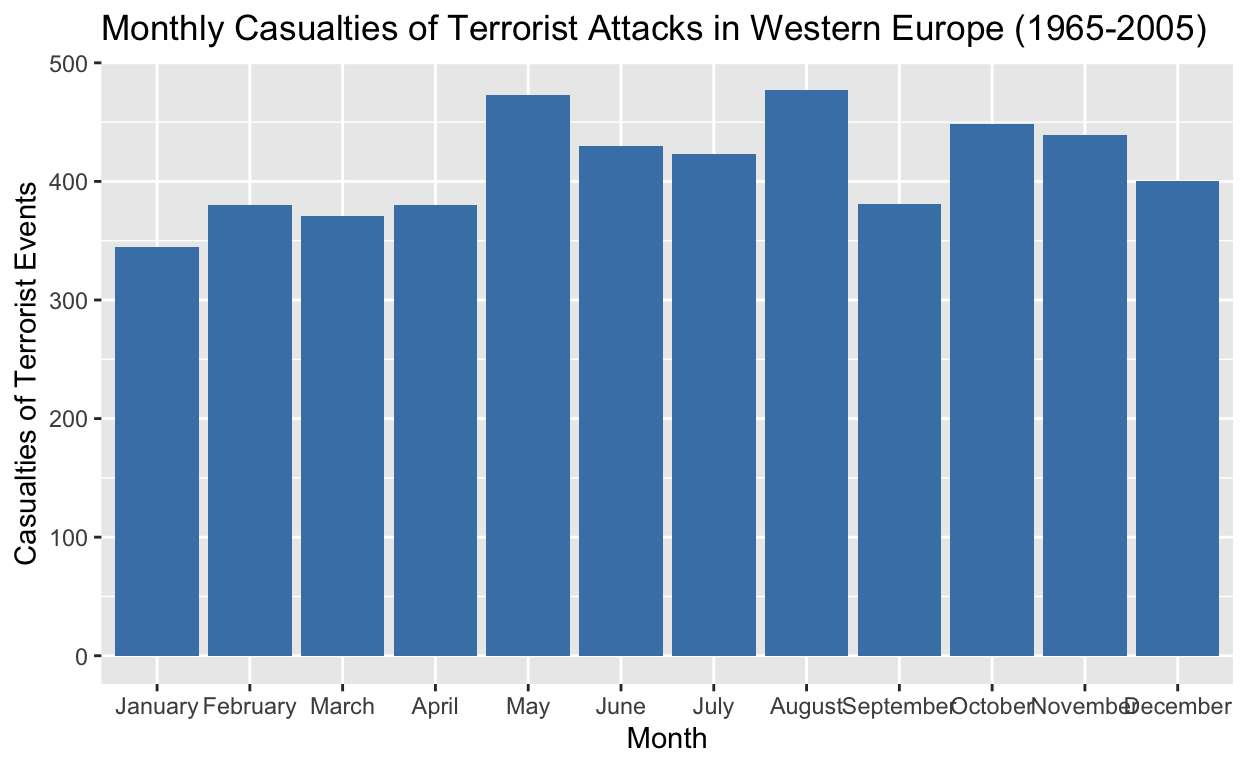 Monthly Casualties of Terrorist Attacks in Western Europe (1965-2005)
Casualties of Terrorist Events
500
400
300
200
100
0
January February March April May June July August September October November December
Month